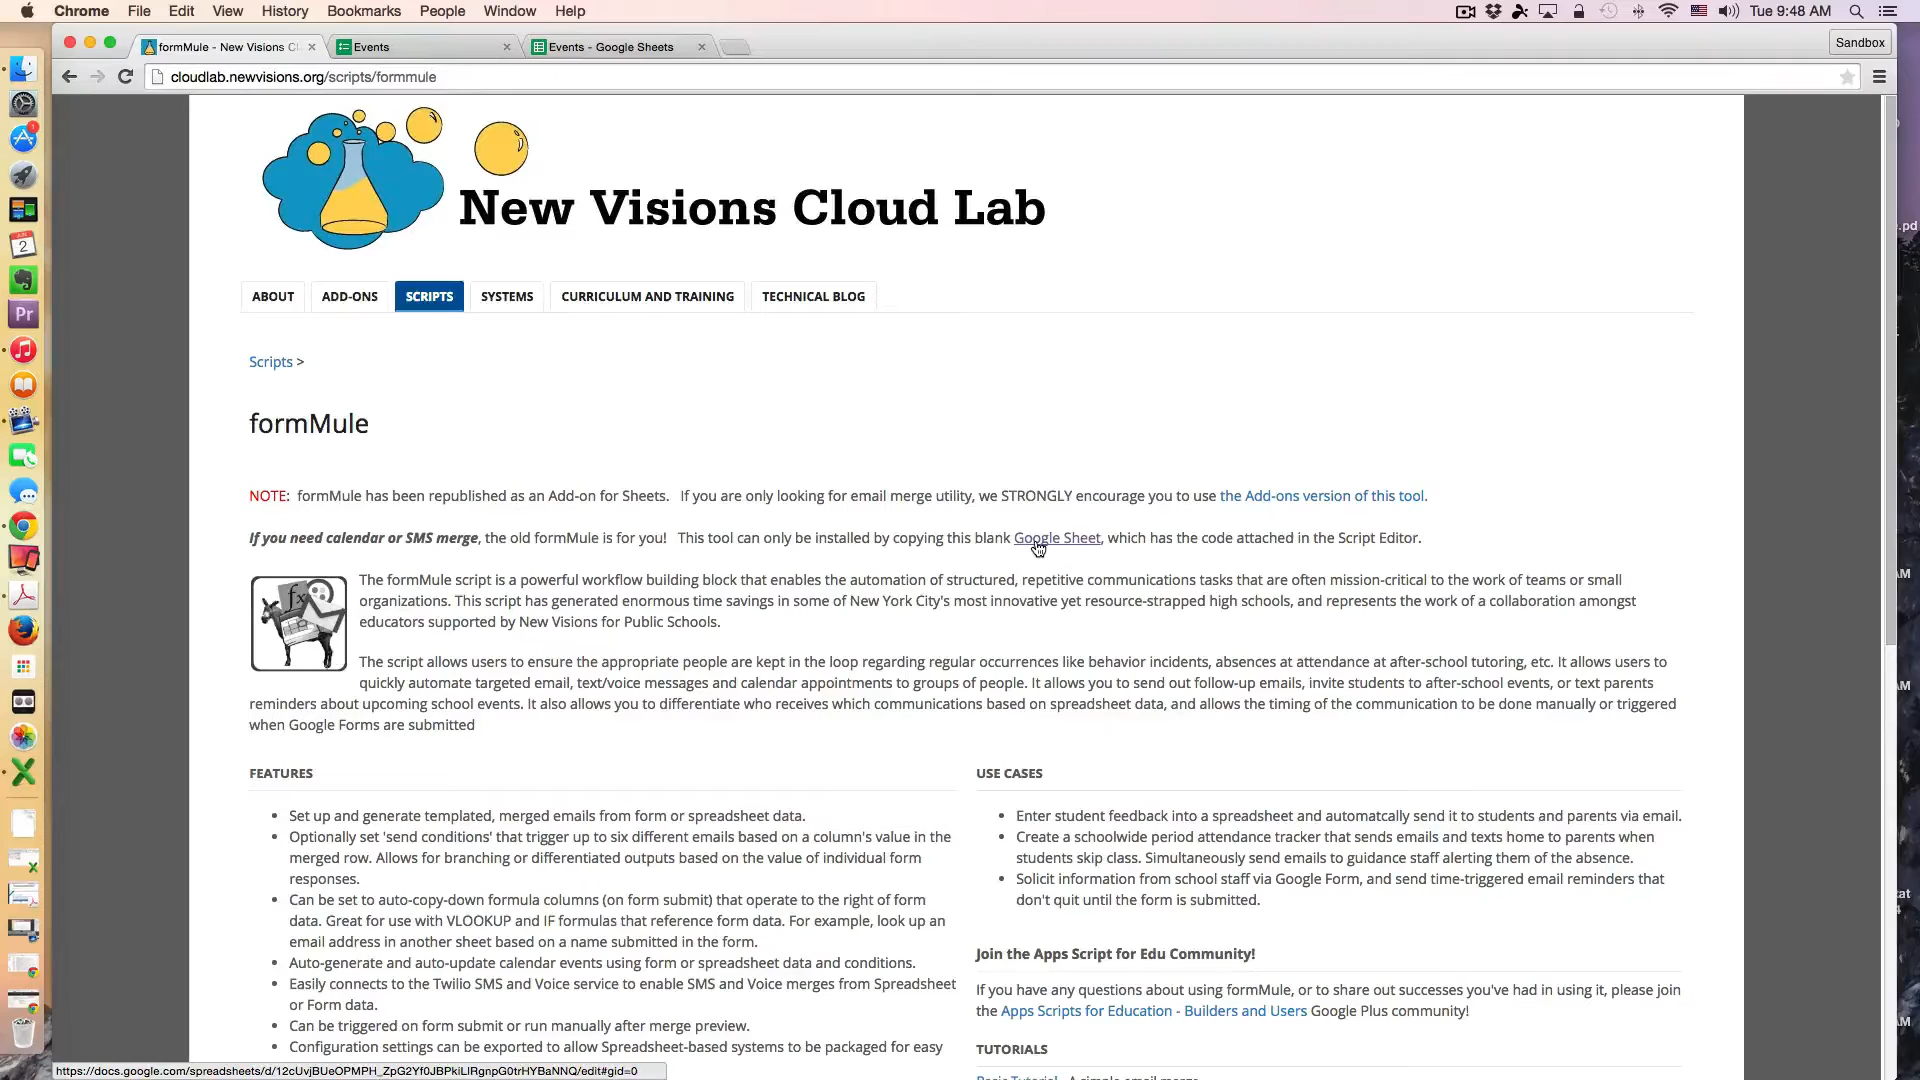 Chrome File Edit View History Bookmarks People Window Help
Tue 9:48 AM
formMule - New Visions Cl
Events
Events - Google Sheets
Sandbox
cloudlab.newvisions.org/scripts/formmule
New Visions Cloud Lab
ABOUT ADD-ONS SCRIPTS SYSTEMS CURRICULUM AND TRAINING TECHNICAL BLOG
Scripts >
formMule
NOTE: formMule has been republished as an Add-on for Sheets. If you are only looking for email merge utility, we STRONGLY encourage you to use the Add-ons version of this tool.
If you need calendar or SMS merge, the old formMule is for you! This tool can only be installed by copying this blank Google Sheet, which has the code attached in the Script Editor.
The formMule script is a powerful workflow building block that enables the automation of structured, repetitive communications tasks that are often mission-critical to the work of teams or small
organizations. This script has generated enormous time savings in some of New York City's most innovative yet resource-strapped high schools, and represents the work of a collaboration amongst
educators supported by New Visions for Public Schools.
The script allows users to ensure the appropriate people are kept in the loop regarding regular occurrences like behavior incidents, absences at attendance at after-school tutoring, etc. It allows users to
quickly automate targeted email, text/voice messages and calendar appointments to groups of people. It allows you to send out follow-up emails, invite students to after-school events, or text parents
reminders about upcoming school events. It also allows you to differentiate who receives which communications based on spreadsheet data, and allows the timing of the communication to be done manually or triggered
when Google Forms are submitted
FEATURES
Set up and generate templated, merged emails from form or spreadsheet data.
Optionally set 'send conditions' that trigger up to six different emails based on a column's value in the
merged row. Allows for branching or differentiated outputs based on the value of individual form
responses.
Can be set to auto-copy-down formula columns (on form submit) that operate to the right of form
data. Great for use with VLOOKUP and IF formulas that reference form data. For example, look up an
email address in another sheet based on a name submitted in the form.
Auto-generate and auto-update calendar events using form or spreadsheet data and conditions.
Easily connects to the Twilio SMS and Voice service to enable SMS and Voice merges from Spreadsheet
or Form data.
Can be triggered on form submit or run manually after merge preview.
Configuration settings can be exported to allow Spreadsheet-based systems to be packaged for easy
USE CASES
Enter student feedback into a spreadsheet and automatcally send it to students and parents via email.
Create a schoolwide period attendance tracker that sends emails and texts home to parents when
students skip class. Simultaneously send emails to guidance staff alerting them of the absence.
Solicit information from school staff via Google Form, and send time-triggered email reminders that
don't quit until the form is submitted.
Join the Apps Script for Edu Community!
If you have any questions about using formMule, or to share out successes you've had in using it, please join
the Apps Scripts for Education - Builders and Users Google Plus community!
TUTORIALS
https://docs.google.com/spreadsheets/d/12cUvjBUeOPMPH_ZpG2Yf0JBPkiLlRgnpG0trHYBaNNQ/edit#gid=0